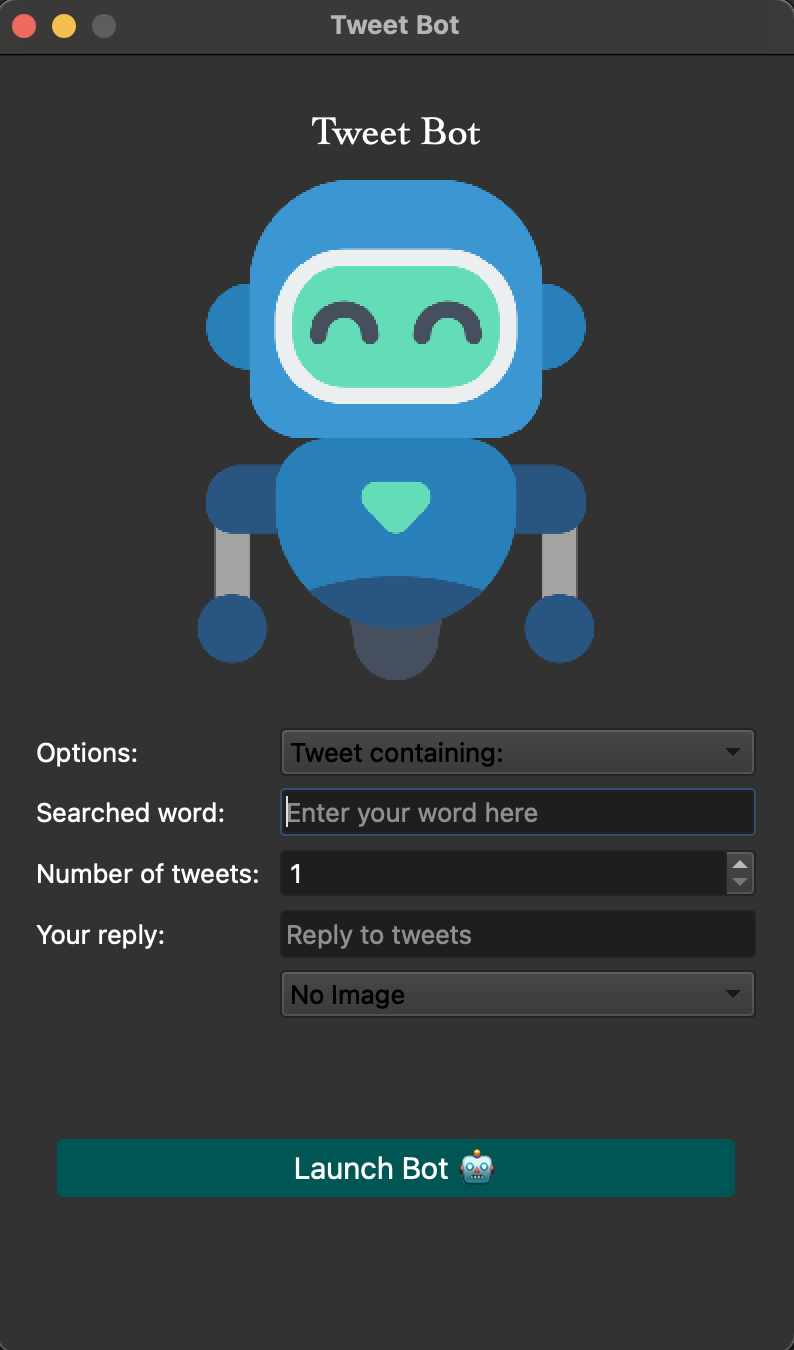 Tweet Bot
Tweet Bot
Options: Tweet containing:
Searched word: Enter your word here
Number of tweets: 1
Your reply: Reply to tweets
No Image
Launch Bot 🤖